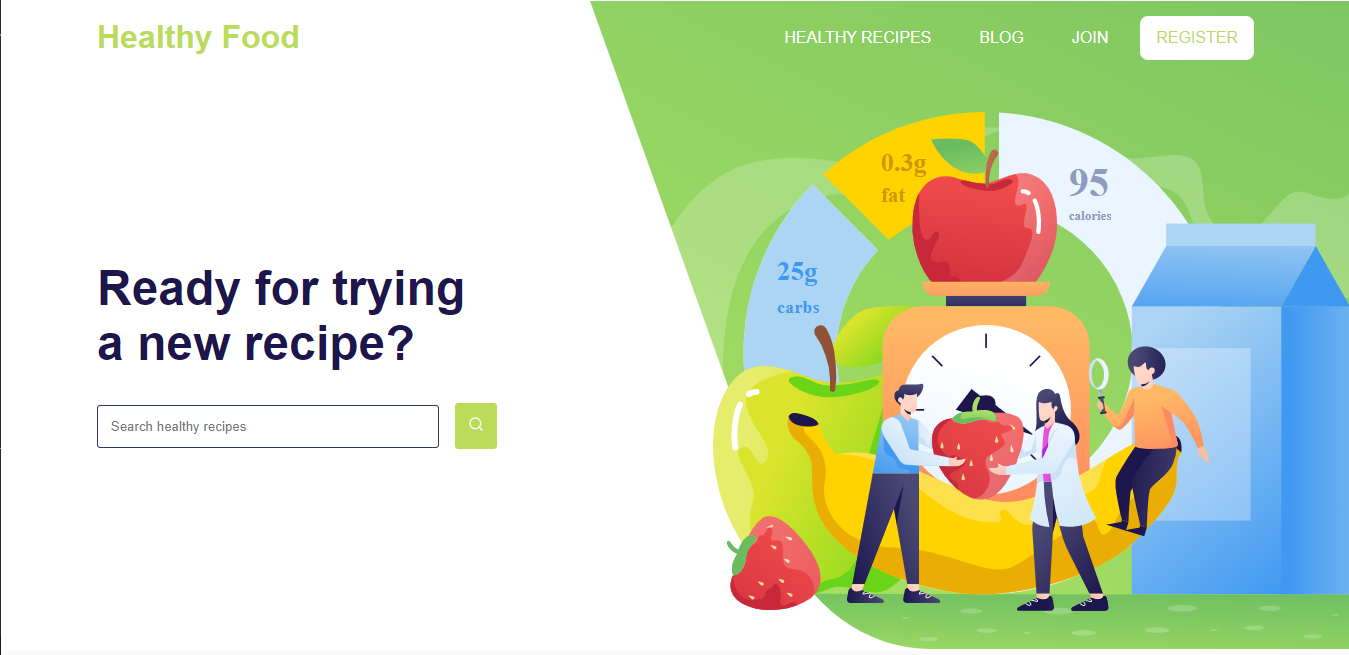 Healthy Food
HEALTHY RECIPES BLOG JOIN REGISTER
Ready for trying
a new recipe?
Search healthy recipes
0.3g
fat
95
calories
25g
carbs